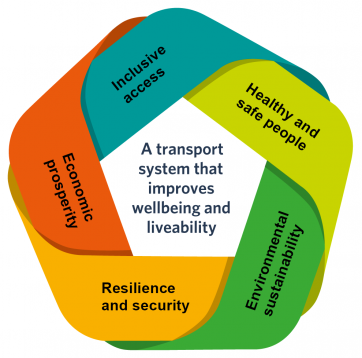 Inclusive
access
Healthy and
safe people
A transport
system that
improves
wellbeing and
liveability
Economic
prosperity
Environmental
sustainability
Resilience
and security